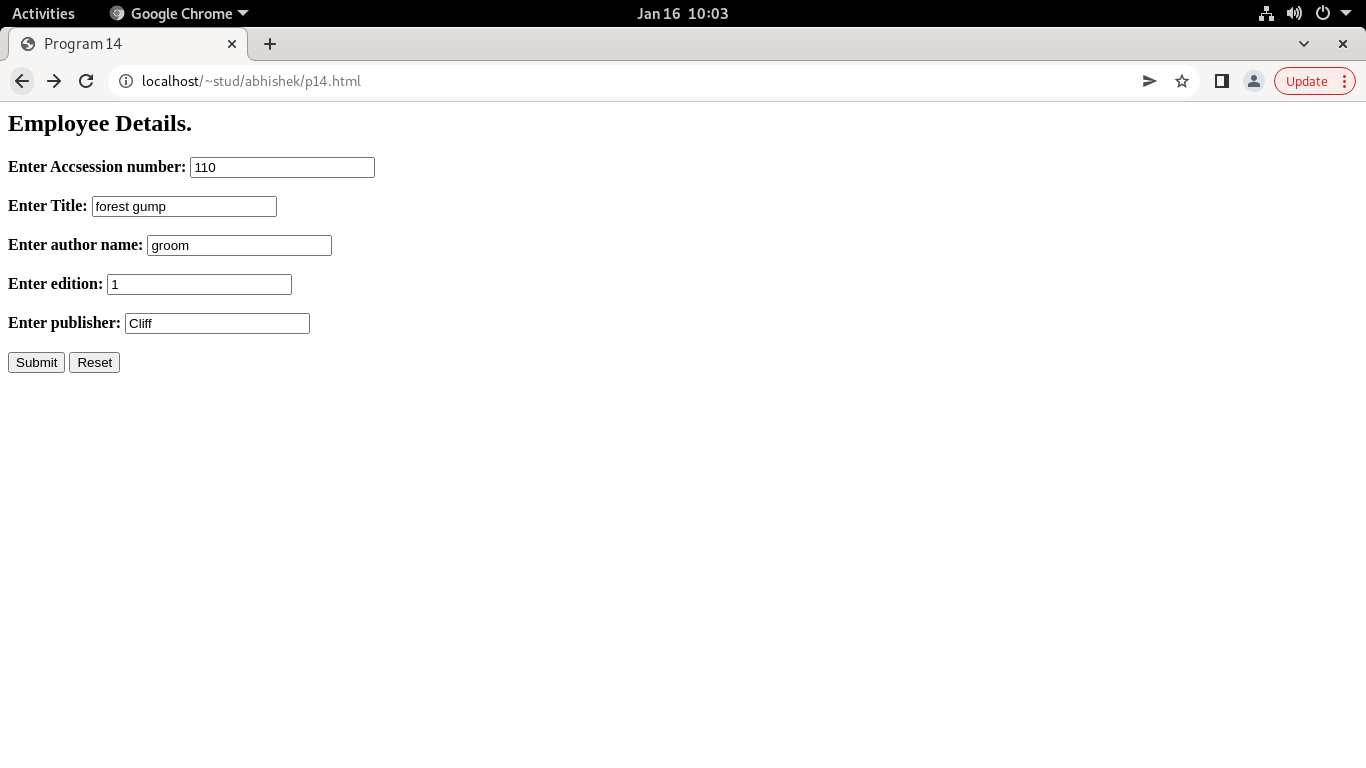 Activities Google Chrome Jan 16 10:03
Program 14
localhost/~stud/abhishek/p14.html Update
Employee Details.
Enter Accsession number: 110
Enter Title: forest gump
Enter author name: groom
Enter edition: 1
Enter publisher: Cliff
Submit Reset